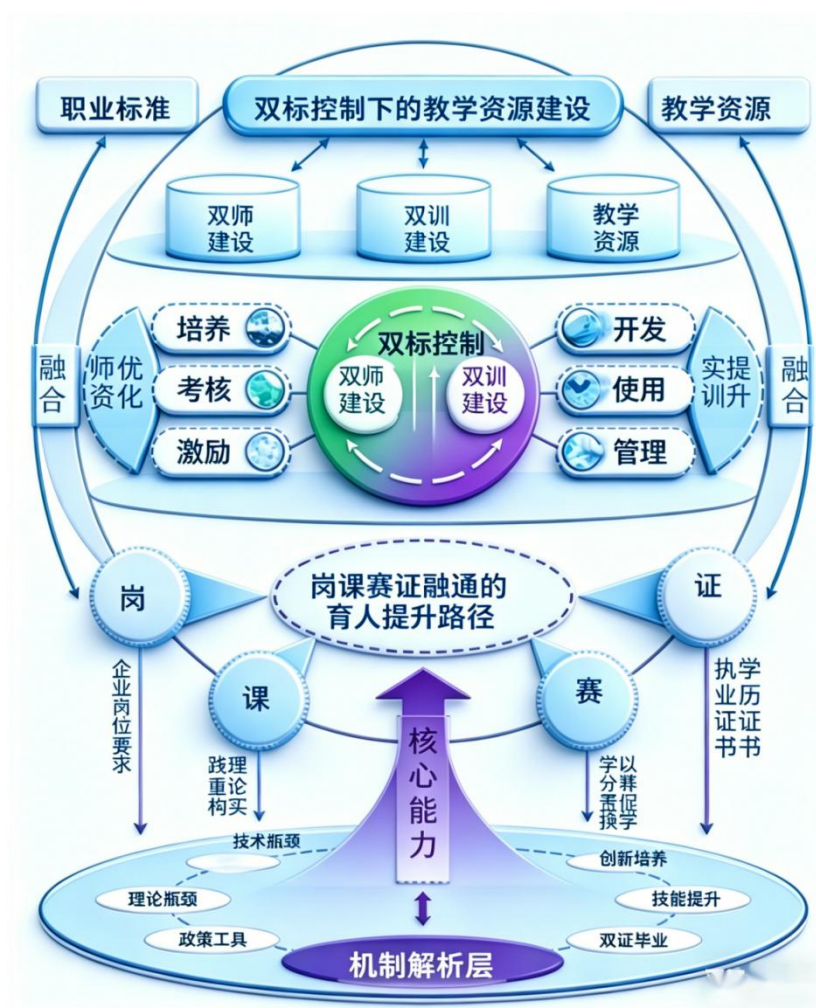 职业标准
双标控制下的教学资源建设
教学资源
双师
建设
双训
建设
教学
资源
融合
师资
优化
培养
考核
激励
双标控制
双师
建设
双训
建设
开发
使用
管理
实训
提升
融合
岗
岗课赛证融通的
育人提升路径
证
课
赛
企业岗位要求
理论实
践重构
核心能力
执业证书
学历证书
技术瓶颈
理论瓶颈
政策工具
创新培养
技能提升
双证毕业
机制解析层